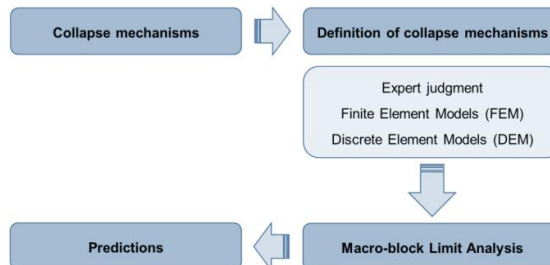 Collapse mechanisms
Definition of collapse mechanisms
Expert judgment
Finite Element Models (FEM)
Discrete Element Models (DEM)
Predictions
Macro-block Limit Analysis